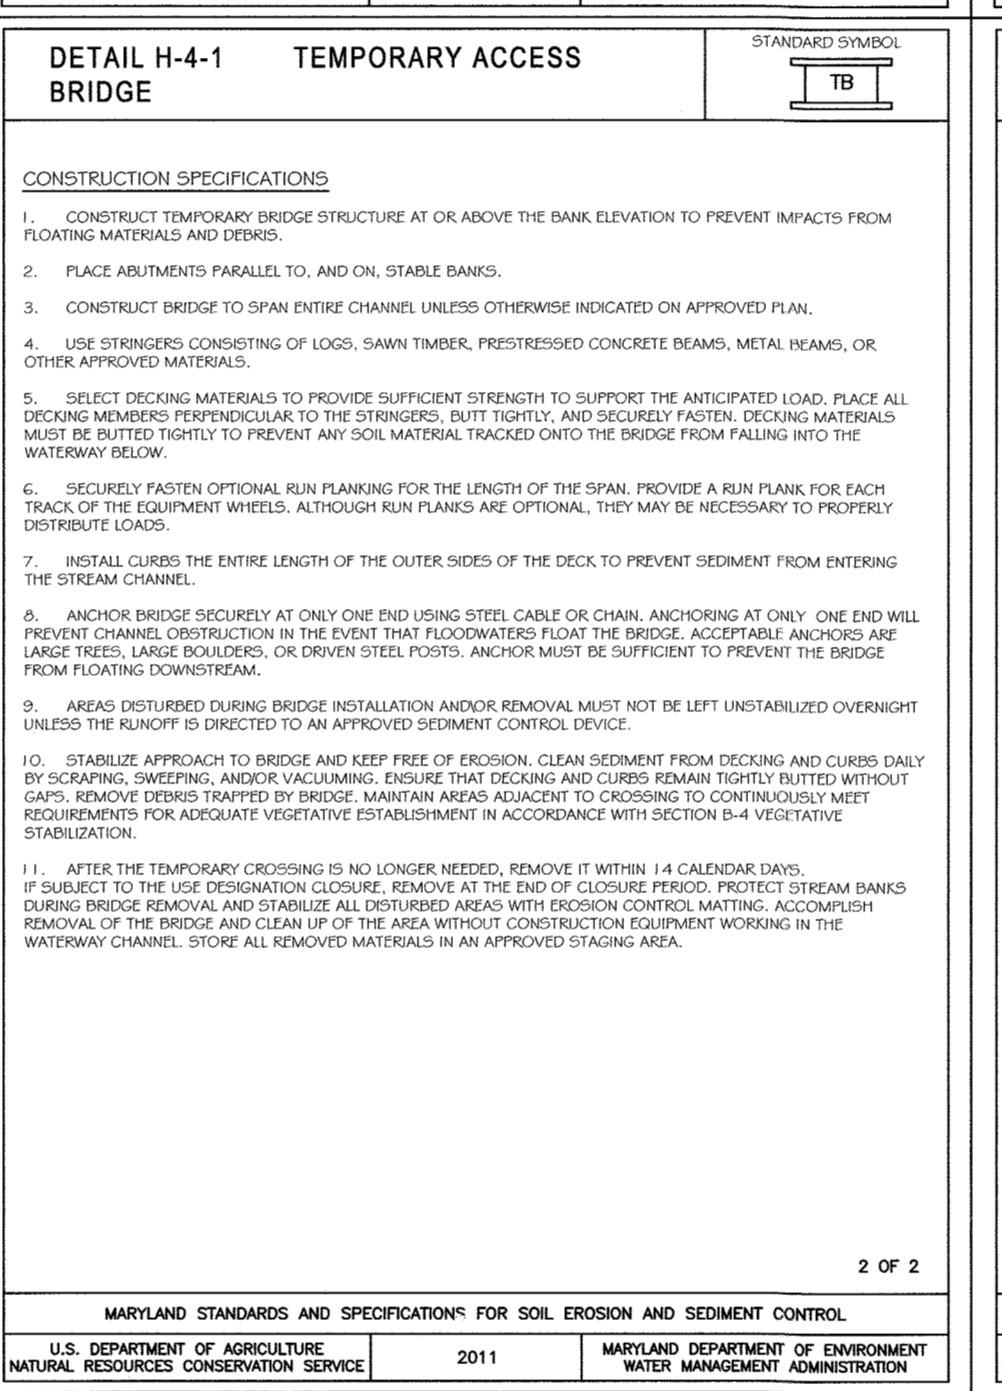 DETAIL H-4-1 TEMPORARY ACCESS
BRIDGE
STANDARD SYMBOL
TB
CONSTRUCTION SPECIFICATIONS
1. CONSTRUCT TEMPORARY BRIDGE STRUCTURE AT OR ABOVE THE BANK ELEVATION TO PREVENT IMPACTS FROM
FLOATING MATERIALS AND DEBRIS.
2. PLACE ABUTMENTS PARALLEL TO, AND ON, STABLE BANKS.
3. CONSTRUCT BRIDGE TO SPAN ENTIRE CHANNEL UNLESS OTHERWISE INDICATED ON APPROVED PLAN.
4. USE STRINGERS CONSISTING OF LOGS, SAWN TIMBER, PRESTRESSED CONCRETE BEAMS, METAL BEAMS, OR
OTHER APPROVED MATERIALS.
5. SELECT DECKING MATERIALS TO PROVIDE SUFFICIENT STRENGTH TO SUPPORT THE ANTICIPATED LOAD. PLACE ALL
DECKING MEMBERS PERPENDICULAR TO THE STRINGERS, BUTT TIGHTLY, AND SECURELY FASTEN. DECKING MATERIALS
MUST BE BUTTED TIGHTLY TO PREVENT ANY SOIL MATERIAL TRACKED ONTO THE BRIDGE FROM FALLING INTO THE
WATERWAY BELOW.
6. SECURELY FASTEN OPTIONAL RUN PLANKING FOR THE LENGTH OF THE SPAN. PROVIDE A RUN PLANK FOR EACH
TRACK OF THE EQUIPMENT WHEELS. ALTHOUGH RUN PLANKS ARE OPTIONAL, THEY MAY BE NECESSARY TO PROPERLY
DISTRIBUTE LOADS.
7. INSTALL CURBS THE ENTIRE LENGTH OF THE OUTER SIDES OF THE DECK TO PREVENT SEDIMENT FROM ENTERING
THE STREAM CHANNEL.
8. ANCHOR BRIDGE SECURELY AT ONLY ONE END USING STEEL CABLE OR CHAIN. ANCHORING AT ONLY ONE END WILL
PREVENT CHANNEL OBSTRUCTION IN THE EVENT THAT FLOODWATERS FLOAT THE BRIDGE. ACCEPTABLE ANCHORS ARE
LARGE TREES, LARGE BOULDERS, OR DRIVEN STEEL POSTS. ANCHOR MUST BE SUFFICIENT TO PREVENT THE BRIDGE
FROM FLOATING DOWNSTREAM.
9. AREAS DISTURBED DURING BRIDGE INSTALLATION AND\OR REMOVAL MUST NOT BE LEFT UNSTABILIZED OVERNIGHT
UNLESS THE RUNOFF IS DIRECTED TO AN APPROVED SEDIMENT CONTROL DEVICE.
10. STABILIZE APPROACH TO BRIDGE AND KEEP FREE OF EROSION. CLEAN SEDIMENT FROM DECKING AND CURBS DAILY
BY SCRAPING, SWEEPING, AND/OR VACUUMING. ENSURE THAT DECKING AND CURBS REMAIN TIGHTLY BUTTED WITHOUT
GAPS. REMOVE DEBRIS TRAPPED BY BRIDGE. MAINTAIN AREAS ADJACENT TO CROSSING TO CONTINUOUSLY MEET
REQUIREMENTS FOR ADEQUATE VEGETATIVE ESTABLISHMENT IN ACCORDANCE WITH SECTION B-4 VEGETATIVE
STABILIZATION.
11. AFTER THE TEMPORARY CROSSING IS NO LONGER NEEDED, REMOVE IT WITHIN 14 CALENDAR DAYS.
IF SUBJECT TO THE USE DESIGNATION CLOSURE, REMOVE AT THE END OF CLOSURE PERIOD. PROTECT STREAM BANKS
DURING BRIDGE REMOVAL AND STABILIZE ALL DISTURBED AREAS WITH EROSION CONTROL MATTING. ACCOMPLISH
REMOVAL OF THE BRIDGE AND CLEAN UP OF THE AREA WITHOUT CONSTRUCTION EQUIPMENT WORKING IN THE
WATERWAY CHANNEL. STORE ALL REMOVED MATERIALS IN AN APPROVED STAGING AREA.
2 OF 2
MARYLAND STANDARDS AND SPECIFICATIONS FOR SOIL EROSION AND SEDIMENT CONTROL
U.S. DEPARTMENT OF AGRICULTURE
NATURAL RESOURCES CONSERVATION SERVICE
2011
MARYLAND DEPARTMENT OF ENVIRONMENT
WATER MANAGEMENT ADMINISTRATION